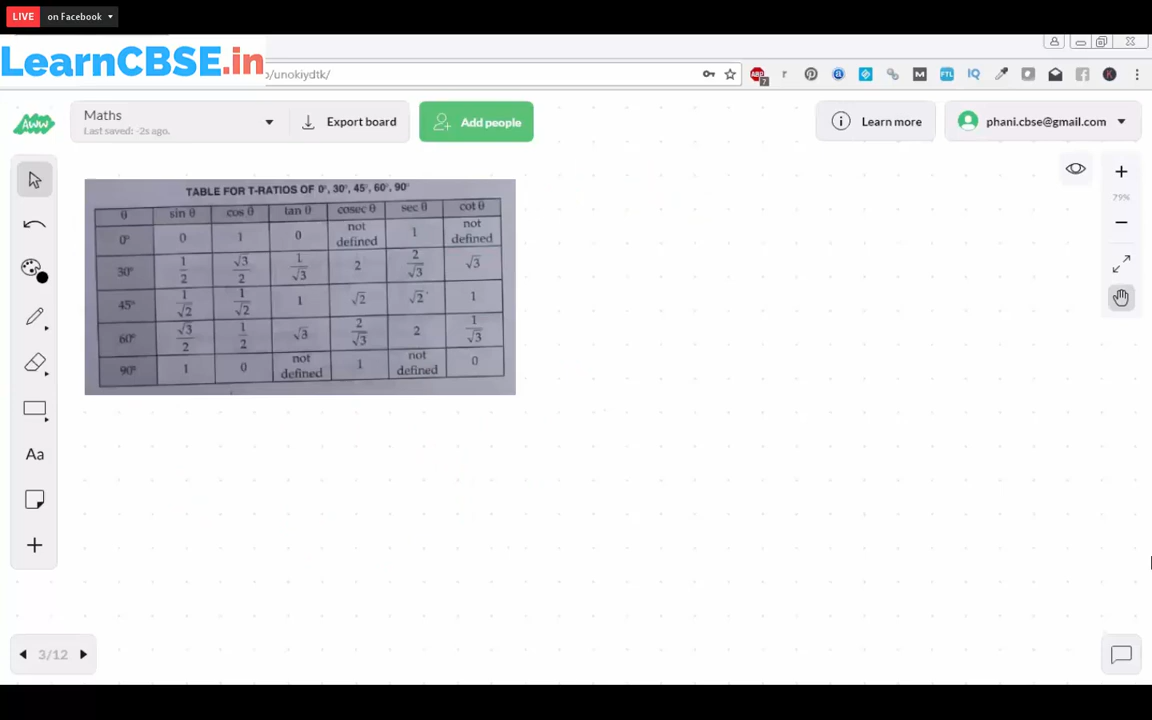 LIVE on Facebook
LearnCBSE.in
o/unokiydtk/
Maths
Last saved: -2s ago.
Export board
Add people
Learn more
phani.cbse@gmail.com
79%
TABLE FOR T-RATIOS OF 0°, 30°, 45°, 60°, 90°
θ sin θ cos θ tan θ cosec θ sec θ cot θ
0° 0 1 0 not defined 1 not defined
30° 1/2 √3/2 1/√3 2 2/√3 √3
45° 1/√2 1/√2 1 √2 √2 1
60° √3/2 1/2 √3 2/√3 2 1/√3
90° 1 0 not defined 1 not defined 0
Aa
3/12